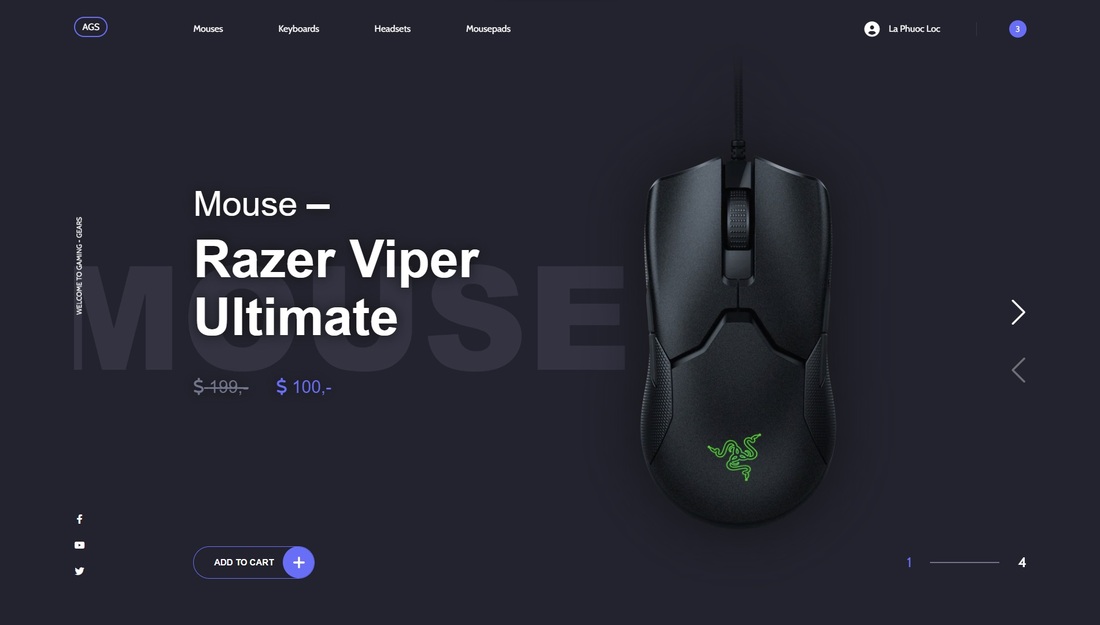 AGS
Mouses
Keyboards
Headsets
Mousepads
La Phuoc Loc
3
WELCOME TO GAMING - GEARS
MOUSE
Mouse —
Razer Viper
Ultimate
$ 199,-
$ 100,-
ADD TO CART +
1
4